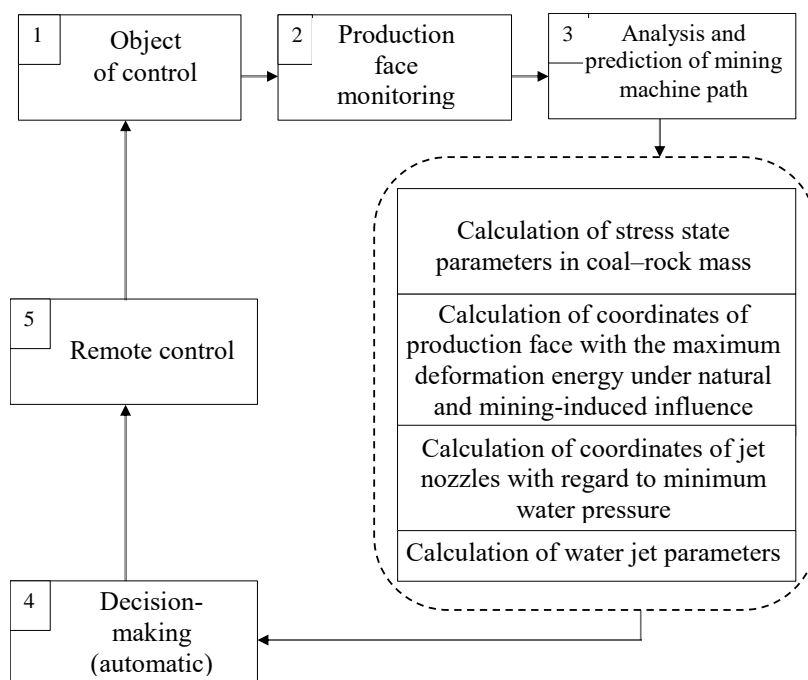 1
Object
of control
2
Production
face
monitoring
3
Analysis and
prediction of mining
machine path
Calculation of stress state
parameters in coal–rock mass
Calculation of coordinates of
production face with the maximum
deformation energy under natural
and mining-induced influence
Calculation of coordinates of jet
nozzles with regard to minimum
water pressure
Calculation of water jet parameters
5
Remote control
4
Decision-
making
(automatic)